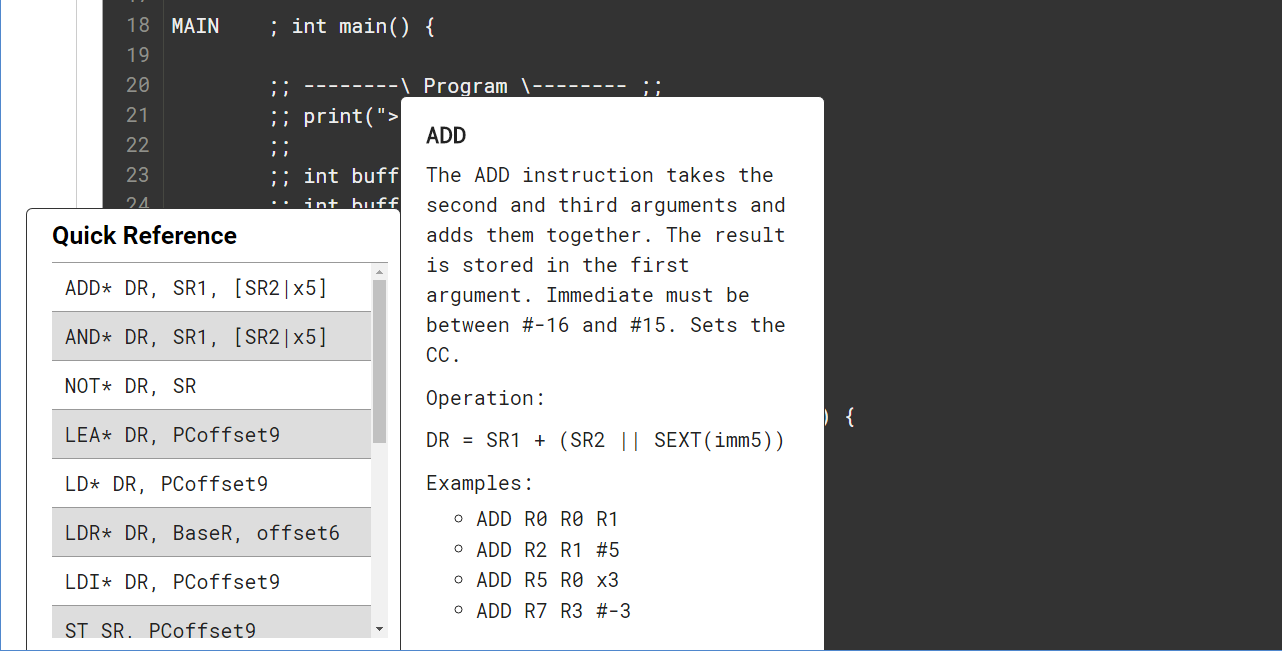 18 MAIN ; int main() {
19
20 ;; --------\ Program \-------- ;;
21 ;; print(">
22 ;;
23 ;; int buff
24 ;; int buff
) {
Quick Reference
ADD* DR, SR1, [SR2|x5]
AND* DR, SR1, [SR2|x5]
NOT* DR, SR
LEA* DR, PCoffset9
LD* DR, PCoffset9
LDR* DR, BaseR, offset6
LDI* DR, PCoffset9
ST SR, PCoffset9
ADD
The ADD instruction takes the
second and third arguments and
adds them together. The result
is stored in the first
argument. Immediate must be
between #-16 and #15. Sets the
CC.
Operation:
DR = SR1 + (SR2 || SEXT(imm5))
Examples:
ADD R0 R0 R1
ADD R2 R1 #5
ADD R5 R0 x3
ADD R7 R3 #-3